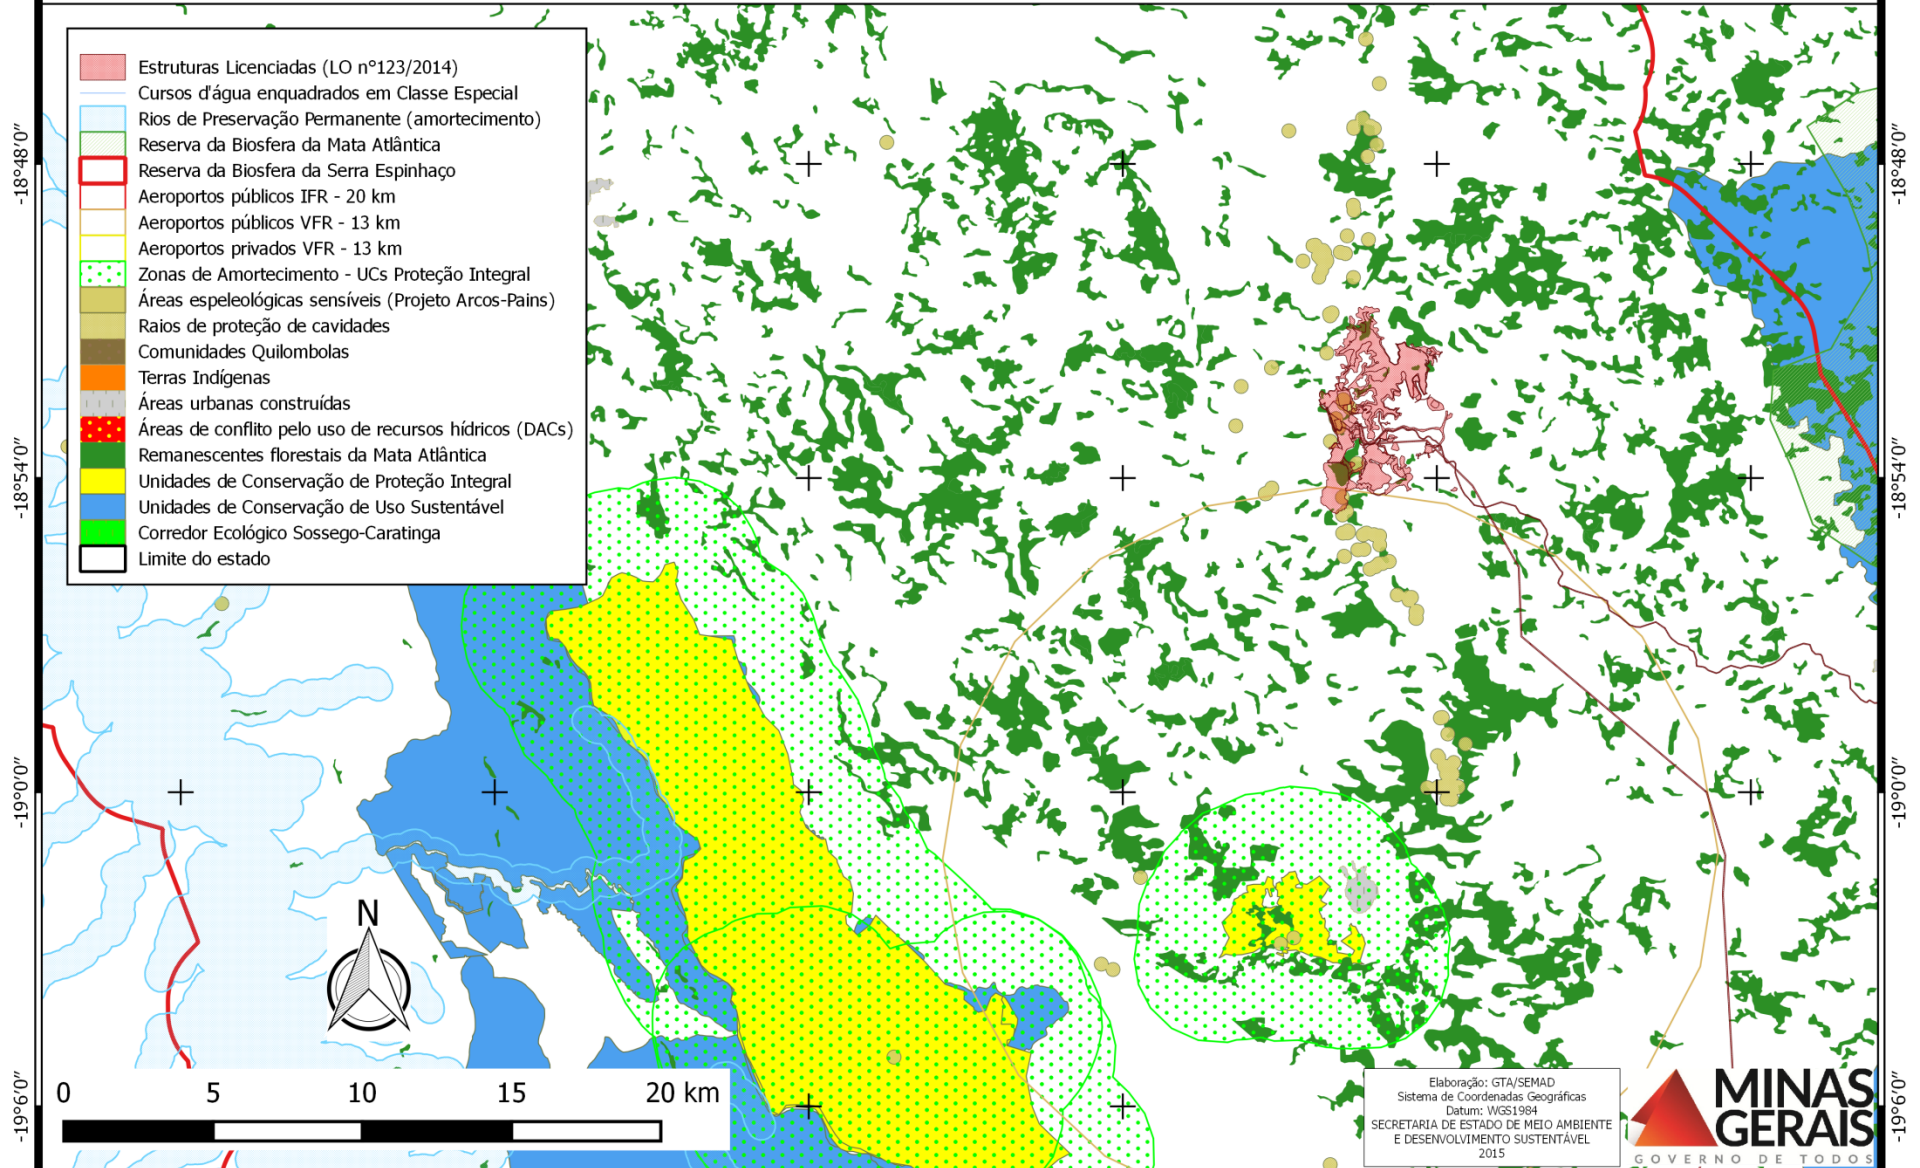 Estruturas Licenciadas (LO n°123/2014)
Cursos d'água enquadrados em Classe Especial
Rios de Preservação Permanente (amortecimento)
Reserva da Biosfera da Mata Atlântica
Reserva da Biosfera da Serra Espinhaço
Aeroportos públicos IFR - 20 km
Aeroportos públicos VFR - 13 km
Aeroportos privados VFR - 13 km
Zonas de Amortecimento - UCs Proteção Integral
Áreas espeleológicas sensíveis (Projeto Arcos-Pains)
Raios de proteção de cavidades
Comunidades Quilombolas
Terras Indígenas
Áreas urbanas construídas
Áreas de conflito pelo uso de recursos hídricos (DACs)
Remanescentes florestais da Mata Atlântica
Unidades de Conservação de Proteção Integral
Unidades de Conservação de Uso Sustentável
Corredor Ecológico Sossego-Caratinga
Limite do estado
-18°48'0"
-18°54'0"
-19°0'0"
-19°6'0"
-18°48'0"
-18°54'0"
-19°0'0"
-19°6'0"
N
0 5 10 15 20 km
Elaboração: GTA/SEMAD
Sistema de Coordenadas Geográficas
Datum: WGS1984
SECRETARIA DE ESTADO DE MEIO AMBIENTE
E DESENVOLVIMENTO SUSTENTÁVEL
2015
MINAS
GERAIS
GOVERNO DE TODOS